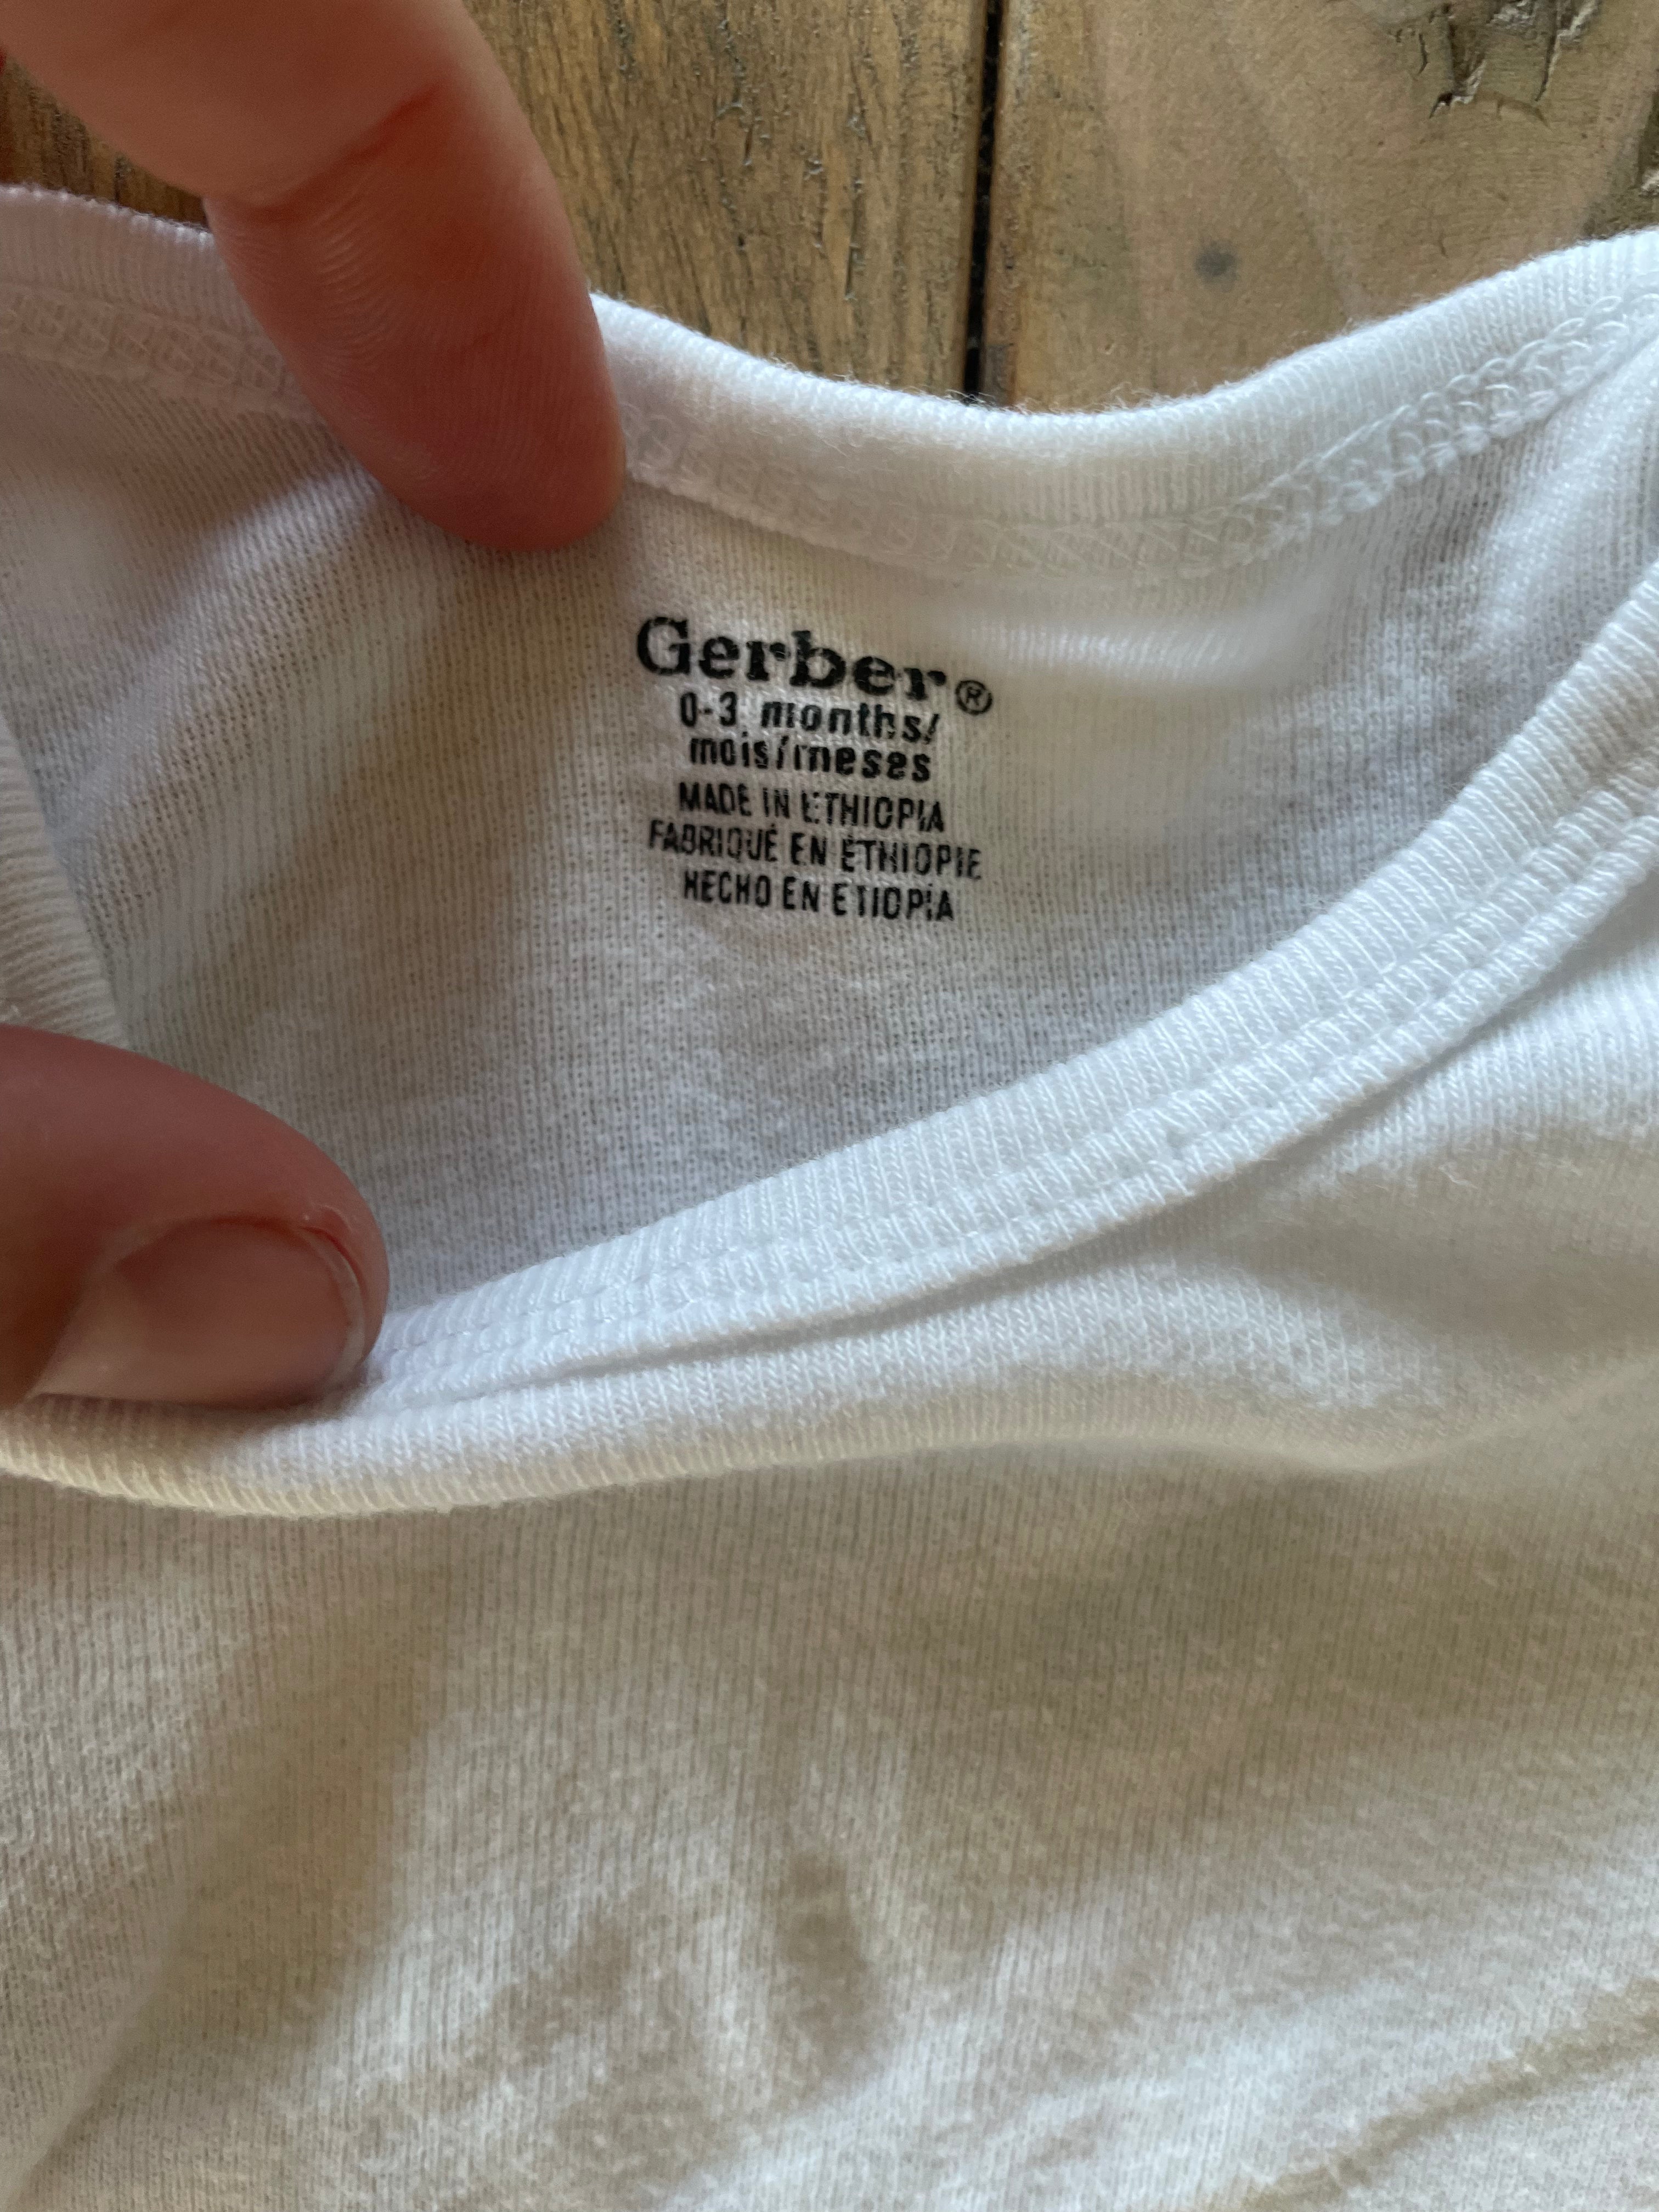 Gerber®
0-3 months/
mois/meses
MADE IN ETHIOPIA
FABRIQUÉ EN ÉTHIOPIE
HECHO EN ETIOPÍA